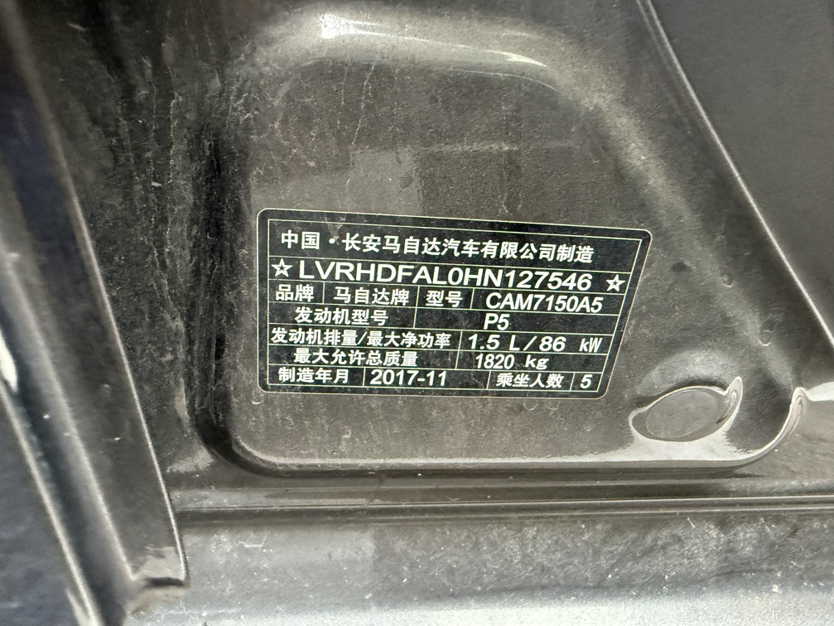 中国·长安马自达汽车有限公司制造
☆LVRHDFAL0HN127546☆
品牌 马自达牌 型号 CAM7150A5
发动机型号 P5
发动机排量/最大净功率 1.5 L/86 kW
最大允许总质量 1820 kg
制造年月 2017-11 乘坐人数 5